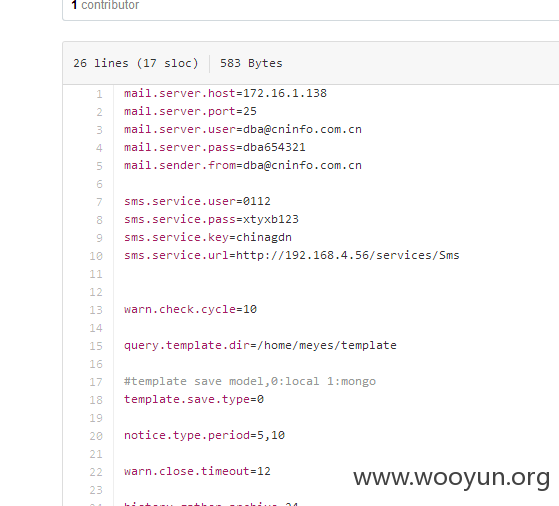 1 contributor
26 lines (17 sloc) 583 Bytes
1 mail.server.host=172.16.1.138
2 mail.server.port=25
3 mail.server.user=dba@cninfo.com.cn
4 mail.server.pass=dba654321
5 mail.sender.from=dba@cninfo.com.cn
6
7 sms.service.user=0112
8 sms.service.pass=xtyxb123
9 sms.service.key=chinagdn
10 sms.service.url=http://192.168.4.56/services/Sms
11
12
13 warn.check.cycle=10
14
15 query.template.dir=/home/meyes/template
16
17 #template save model,0:local 1:mongo
18 template.save.type=0
19
20 notice.type.period=5,10
21
22 warn.close.timeout=12
23
www.wooyun.org